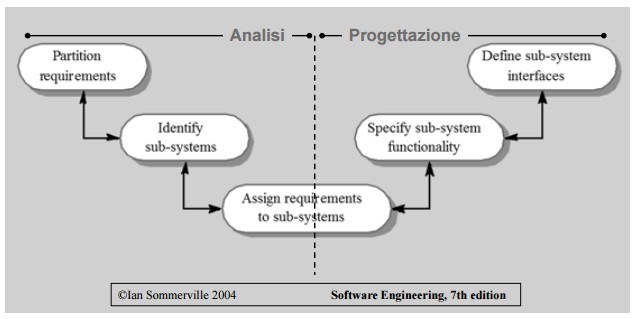 Analisi
Progettazione
Partition
requirements
Define sub-system
interfaces
Identify
sub-systems
Specify sub-system
functionality
Assign requirements
to sub-systems
©Ian Sommerville 2004
Software Engineering, 7th edition